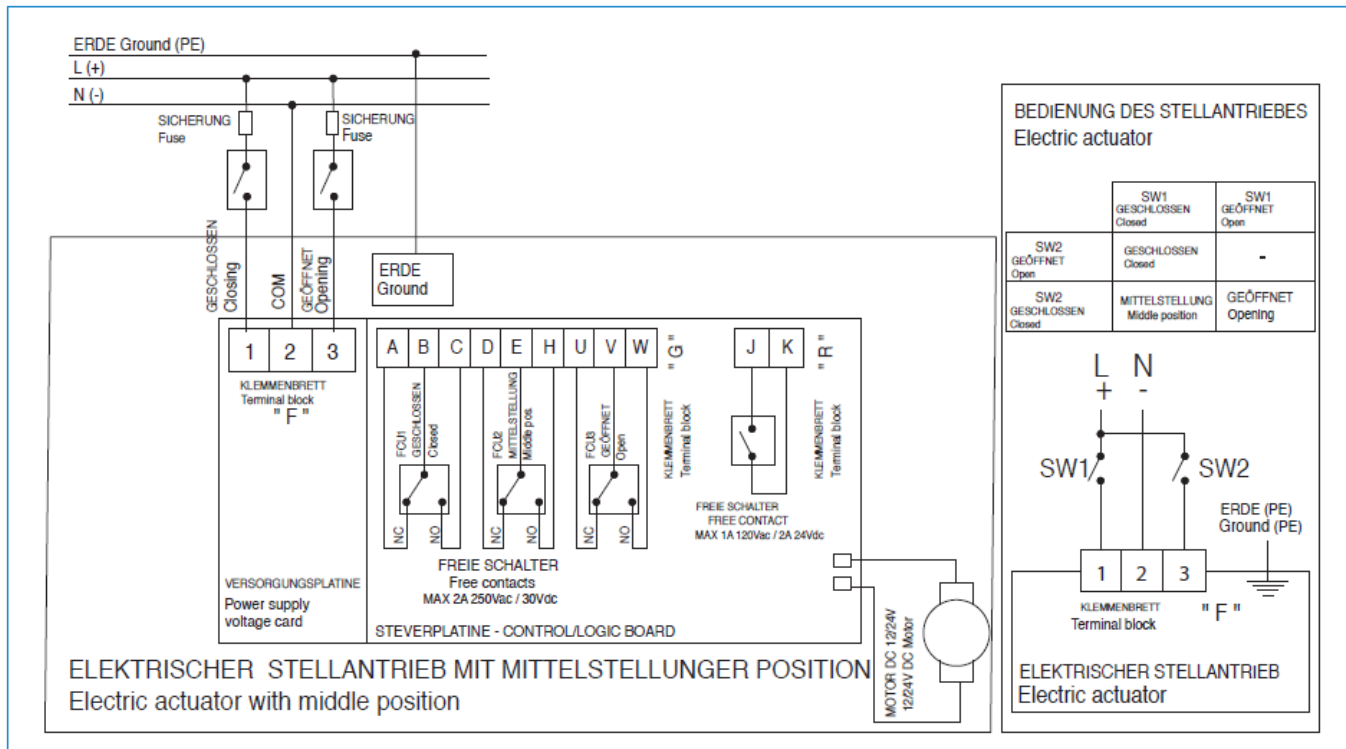 ERDE Ground (PE)
L (+)
N (-)
SICHERUNG
Fuse
SICHERUNG
Fuse
GESCHLOSSEN
Closing
COM
GEÖFFNET
Opening
ERDE
Ground
1 2 3
KLEMMENBRETT
Terminal block
" F "
A B C D E H U V W
"G"
KLEMMENBRETT
Terminal block
J K
"R"
KLEMMENBRETT
Terminal block
FCU1
GESCHLOSSEN
Closed
FCU2
MITTELSTELLUNG
Middle pos.
FCU3
GEÖFFNET
Open
NC NO NC NO NC NO
FREIE SCHALTER
Free contacts
MAX 2A 250Vac / 30Vdc
FREIE SCHALTER
FREE CONTACT
MAX 1A 120Vac / 2A 24Vdc
VERSORGUNGSPLATINE
Power supply
voltage card
STEVERPLATINE - CONTROL/LOGIC BOARD
MOTOR DC 12/24V
12/24V DC Motor
ELEKTRISCHER STELLANTRIEB MIT MITTELSTELLUNGER POSITION
Electric actuator with middle position
BEDIENUNG DES STELLANTRIEBES
Electric actuator
SW1
GESCHLOSSEN
Closed
SW1
GEÖFFNET
Open
SW2
GEÖFFNET
Open
GESCHLOSSEN
Closed
-
SW2
GESCHLOSSEN
Closed
MITTELSTELLUNG
Middle position
GEÖFFNET
Opening
L N
+ -
SW1 SW2
ERDE (PE)
Ground (PE)
1 2 3
KLEMMENBRETT
Terminal block
" F "
ELEKTRISCHER STELLANTRIEB
Electric actuator